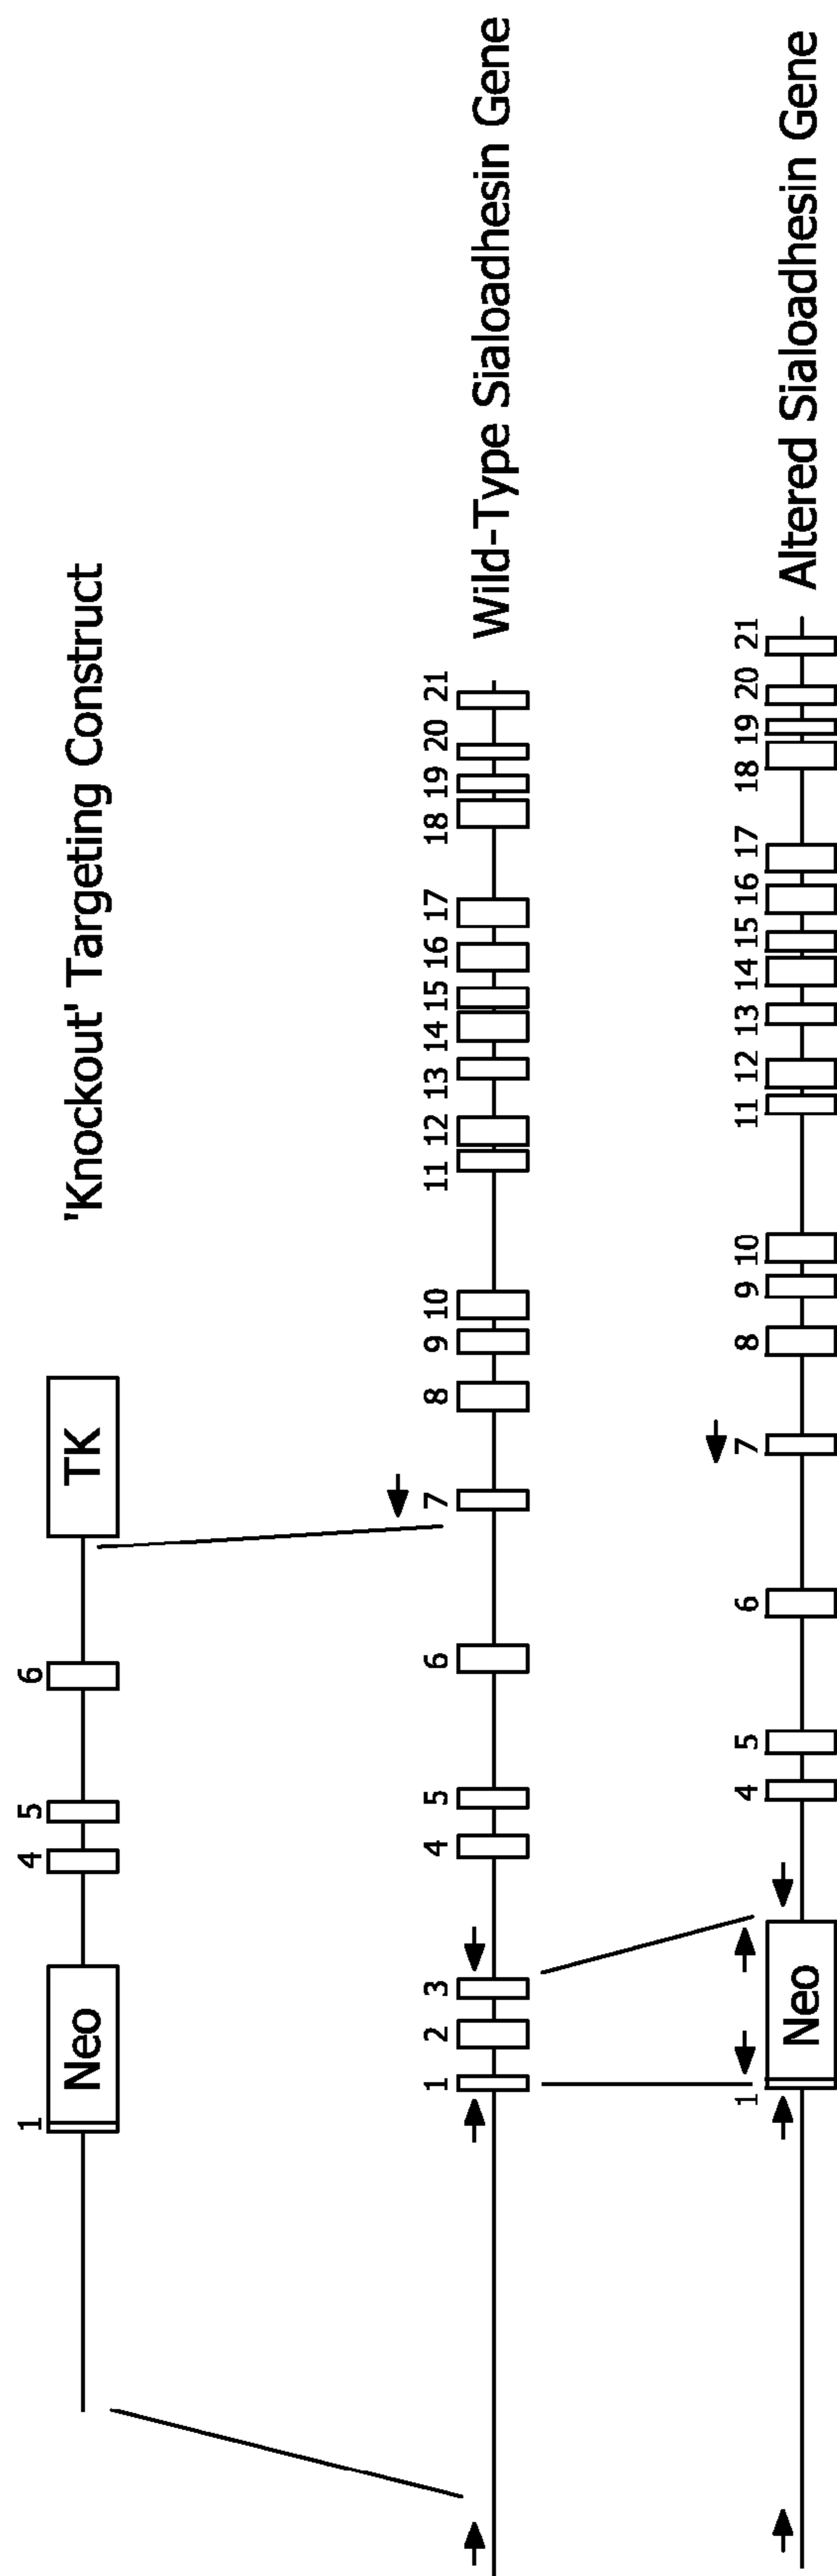 'Knockout' Targeting Construct
1 Neo 4 5 6 TK
Wild-Type Sialoadhesin Gene
1 2 3 4 5 6 7 8 9 10 11 12 13 14 15 16 17 18 19 20 21
Altered Sialoadhesin Gene
1 Neo 4 5 6 7 8 9 10 11 12 13 14 15 16 17 18 19 20 21